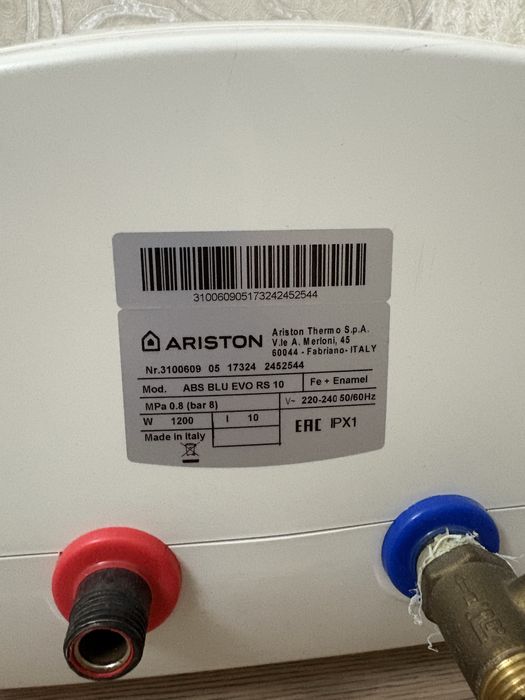 310060905173242452544
ARISTON
Ariston Thermo S.p.A.
V.le A. Merloni, 45
60044 - Fabriano- ITALY
Nr.3100609 05 17324 2452544
Mod. ABS BLU EVO RS 10 Fe + Enamel
MPa 0.8 (bar 8) V~ 220-240 50/60Hz
W 1200 l 10
EAC IPX1
Made in Italy